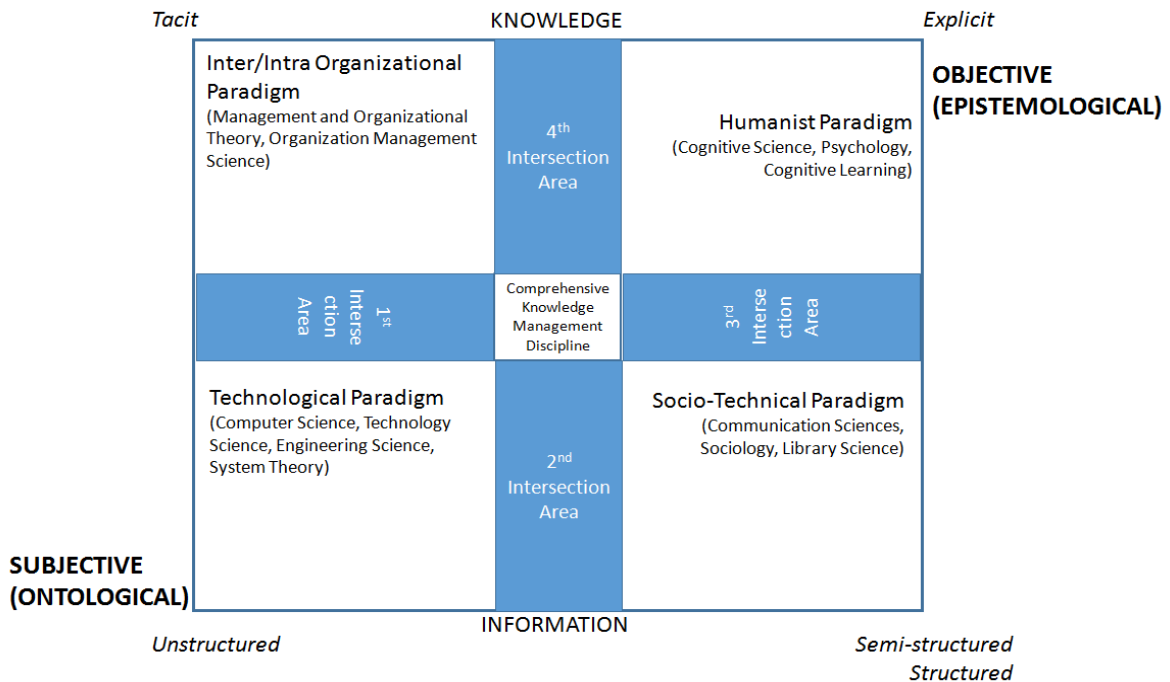 Tacit
KNOWLEDGE
Explicit
Inter/Intra Organizational
Paradigm
(Management and Organizational
Theory, Organization Management
Science)
4th
Intersection
Area
OBJECTIVE
(EPISTEMOLOGICAL)
Humanist Paradigm
(Cognitive Science, Psychology,
Cognitive Learning)
1st
Interse
ction
Area
Comprehensive
Knowledge
Management
Discipline
3rd
Interse
ction
Area
Technological Paradigm
(Computer Science, Technology
Science, Engineering Science,
System Theory)
2nd
Intersection
Area
Socio-Technical Paradigm
(Communication Sciences,
Sociology, Library Science)
SUBJECTIVE
(ONTOLOGICAL)
INFORMATION
Unstructured
Semi-structured
Structured